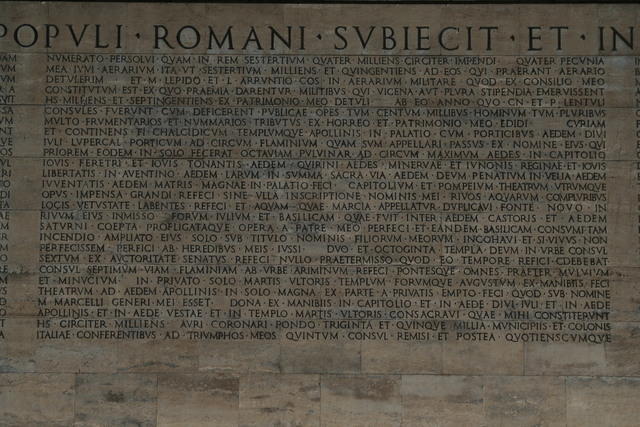 POPVLI · ROMANI · SVBIECIT · ET · IN
NVMERATO · PERSOLVI · QVAM · IN · REM · SESTERTIVM · QVATER · MILLIENS · CIRCITER · IMPENDI · QVATER · PECVNIA
MEA · IVVI · AERARIVM · ITA · VT · SESTERTIVM · MILLIENS · ET · QVINGENTIENS · AD · EOS · QVI · PRAERANT · AERARIO
DETVLERIM · ET · M · LEPIDO · ET · L · ARRVNTIO · COS · IN · AERARIVM · MILITARE · QVOD · EX · CONSILIO · MEO
CONSTITVTVM · EST · EX · QVO · PRAEMIA · DARENTVR · MILITIBVS · QVI · VICENA · AVT · PLVRA · STIPENDIA · EMERVISSENT
HS · MILLIENS · ET · SEPTINGENTIENS · EX · PATRIMONIO · MEO · DETVLI · AB · EO · ANNO · QVO · CN · ET · P · LENTVLI
CONSVLES · FVERVNT · CVM · DEFICERENT · PVBLICAE · OPES · TVM · CENTVM · MILLIBVS · HOMINVM · TVM · PLVRIBVS
MVLTO · FRVMENTARIOS · ET · NVMMARIOS · TRIBVTVS · EX · HORREO · ET · PATRIMONIO · MEO · EDIDI · CVRIAM
ET · CONTINENS · EI · CHALCIDICVM · TEMPLVMQVE · APOLLINIS · IN · PALATIO · CVM · PORTICIBVS · AEDEM · DIVI
IVLI · LVPERCAL · PORTICVM · AD · CIRCVM · FLAMINIVM · QVAM · SVM · APPELLARI · PASSVS · EX · NOMINE · EIVS · QVI
PRIOREM · EODEM · IN · SOLO · FECERAT · OCTAVIAM · PVLVINAR · AD · CIRCVM · MAXIMVM · AEDES · IN · CAPITOLIO
IOVIS · FERETRI · ET · IOVIS · TONANTIS · AEDEM · QVIRINI · AEDES · MINERVAE · ET · IVNONIS · REGINAE · ET · IOVIS
LIBERTATIS · IN · AVENTINO · AEDEM · LARVM · IN · SVMMA · SACRA · VIA · AEDEM · DEVM · PENATIVM · IN · VELIA · AEDEM
IVVENTATIS · AEDEM · MATRIS · MAGNAE · IN · PALATIO · FECI · CAPITOLIVM · ET · POMPEIVM · THEATRVM · VTRVMQVE
OPVS · IMPENSA · GRANDI · REFECI · SINE · VLLA · INSCRIPTIONE · NOMINIS · MEI · RIVOS · AQVARVM · COMPLVRIBVS
LOCIS · VETVSTATE · LABENTES · REFECI · ET · AQVAM · QVAE · MARCIA · APPELLATVR · DVPLICAVI · FONTE · NOVO · IN
RIVVM · EIVS · INMISSO · FORVM · IVLIVM · ET · BASILICAM · QVAE · FVIT · INTER · AEDEM · CASTORIS · ET · AEDEM
SATVRNI · COEPTA · PROFLIGATAQVE · OPERA · A · PATRE · MEO · PERFECI · ET · EANDEM · BASILICAM · CONSVMTAM
INCENDIO · AMPLIATO · EIVS · SOLO · SVB · TITVLO · NOMINIS · FILIORVM · MEORVM · INCOHAVI · ET · SI · VIVVS · NON
PERFECISSEM · PERFICI · AB · HEREDIBVS · MEIS · IVSSI · DVO · ET · OCTOGINTA · TEMPLA · DEVM · IN · VRBE · CONSVL
SEXTVM · EX · AVCTORITATE · SENATVS · REFECI · NVLLO · PRAETERMISSO · QVOD · EO · TEMPORE · REFICI · DEBEBAT
CONSVL · SEPTIMVM · VIAM · FLAMINIAM · AB · VRBE · ARIMINVM · REFECI · PONTESQVE · OMNES · PRAETER · MVLVIVM
ET · MINVCIVM · IN · PRIVATO · SOLO · MARTIS · VLTORIS · TEMPLVM · FORVMQVE · AVGVSTVM · EX · MANIBIIS · FECI
THEATRVM · AD · AEDEM · APOLLINIS · IN · SOLO · MAGNA · EX · PARTE · A · PRIVATIS · EMPTO · FECI · QVOD · SVB · NOMINE
M · MARCELLI · GENERI · MEI · ESSET · DONA · EX · MANIBIIS · IN · CAPITOLIO · ET · IN · AEDE · DIVI · IVLI · ET · IN · AEDE
APOLLINIS · ET · IN · AEDE · VESTAE · ET · IN · TEMPLO · MARTIS · VLTORIS · CONSACRAVI · QVAE · MIHI · CONSTITERVNT
HS · CIRCITER · MILLIENS · AVRI · CORONARI · PONDO · TRIGINTA · ET · QVINQVE · MILLIA · MVNICIPIIS · ET · COLONIS
ITALIAE · CONFERENTIBVS · AD · TRIVMPHOS · MEOS · QVINTVM · CONSVL · REMISI · ET · POSTEA · QVOTIENSCVMQVE